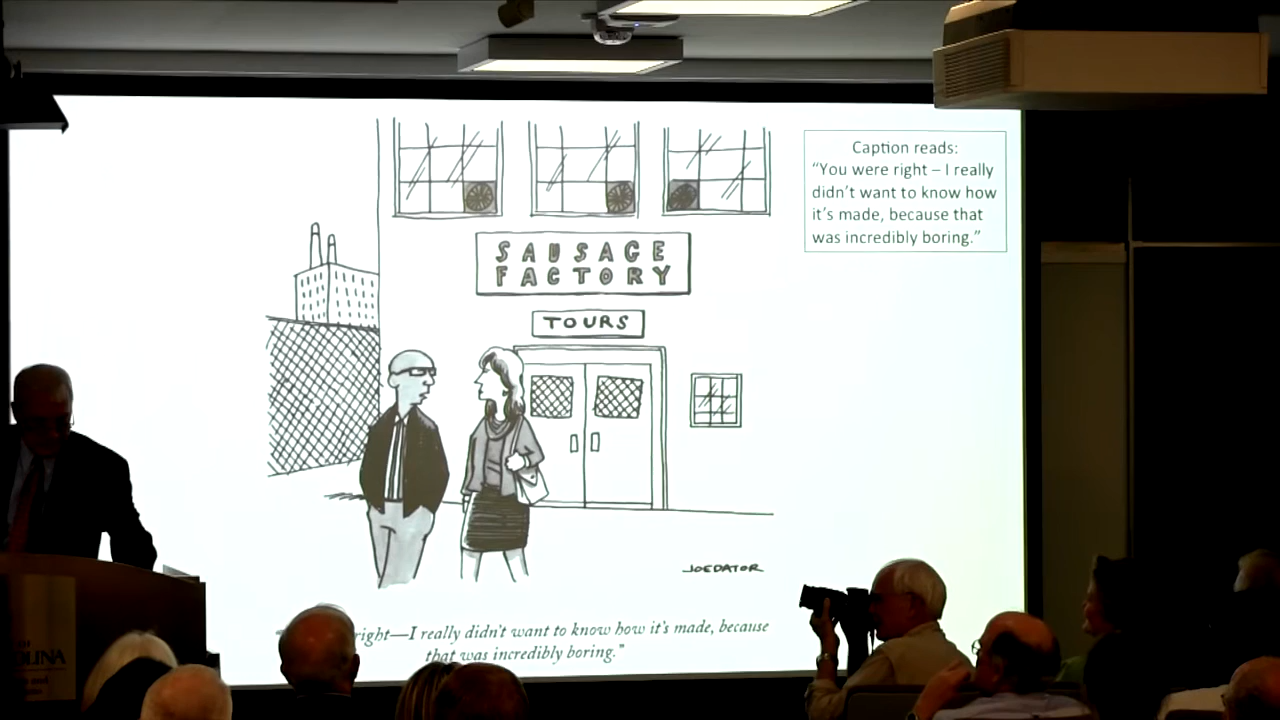 SAUSAGE
FACTORY
TOURS
Caption reads:
“You were right – I really
didn’t want to know how
it’s made, because that
was incredibly boring.”
JOEDATOR
right—I really didn't want to know how it's made, because
that was incredibly boring."
and